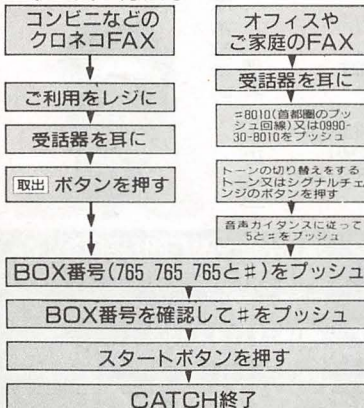 コンビニなどの
クロネコFAX
ご利用をレジに
受話器を耳に
取出 ボタンを押す
オフィスや
ご家庭のFAX
受話器を耳に
♯8010(首都圏のプッ
シュ回線)又は0990-
30-8010をプッシュ
トーンの切り替えをする
トーン又はシグナルチェ
ンジのボタンを押す
音声ガイダンスに従って
5と♯をプッシュ
BOX番号(765 765 765と♯)をプッシュ
BOX番号を確認して♯をプッシュ
スタートボタンを押す
CATCH終了